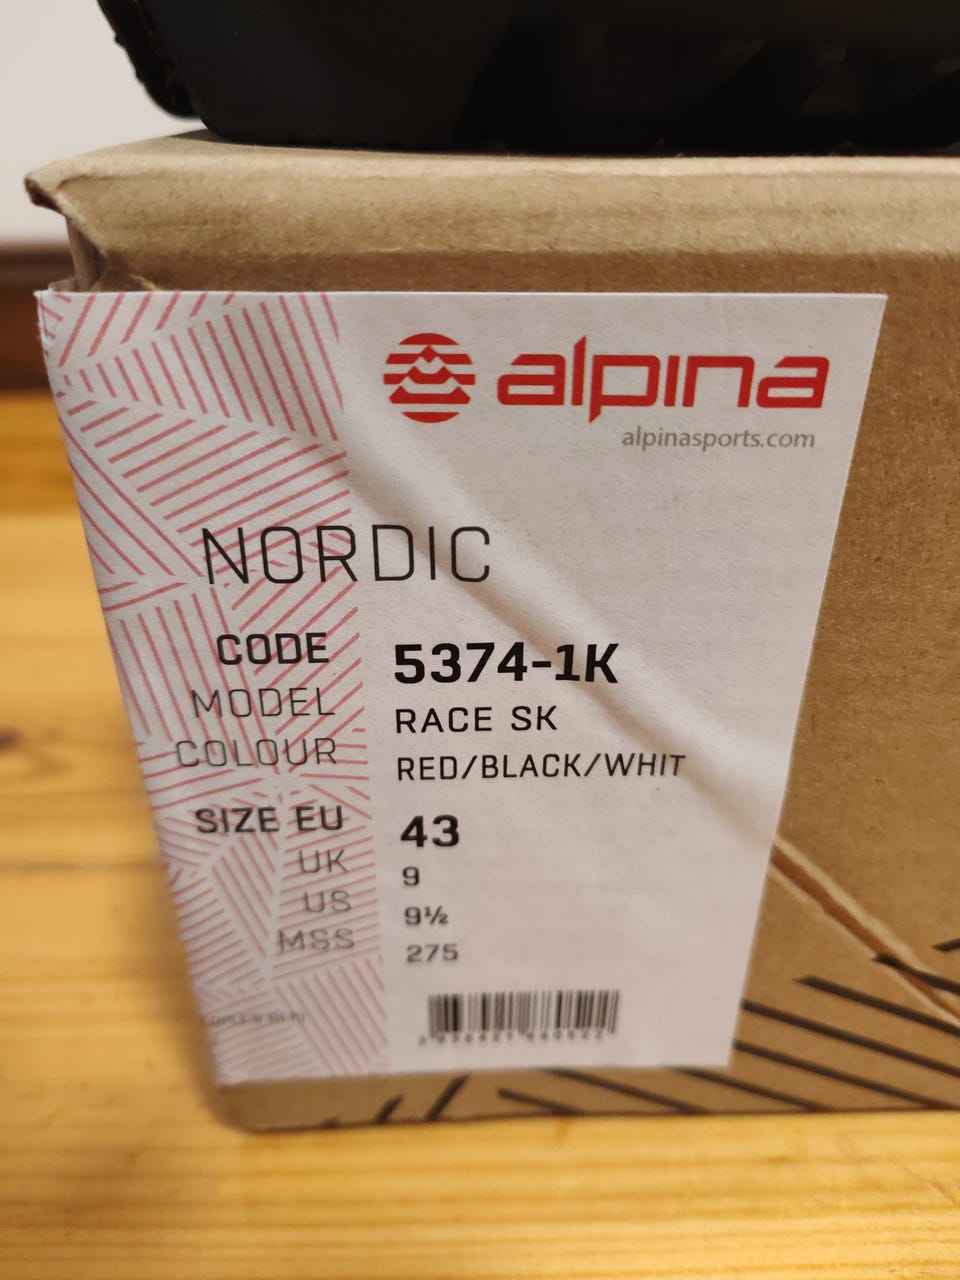 alpina
alpinasports.com
NORDIC
CODE 5374-1K
MODEL RACE SK
COLOUR RED/BLACK/WHIT
SIZE EU 43
UK 9
US 9½
MSS 275